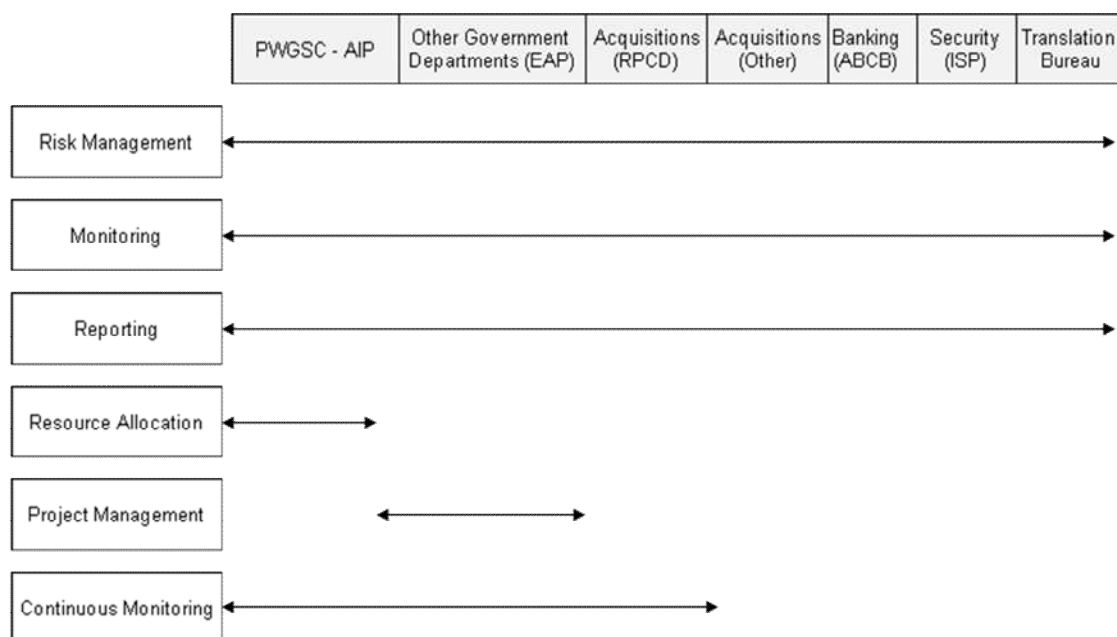 PWGSC - AIP
Other Government
Departments (EAP)
Acquisitions
(RPCD)
Acquisitions
(Other)
Banking
(ABCB)
Security
(ISP)
Translation
Bureau
Risk Management
Monitoring
Reporting
Resource Allocation
Project Management
Continuous Monitoring